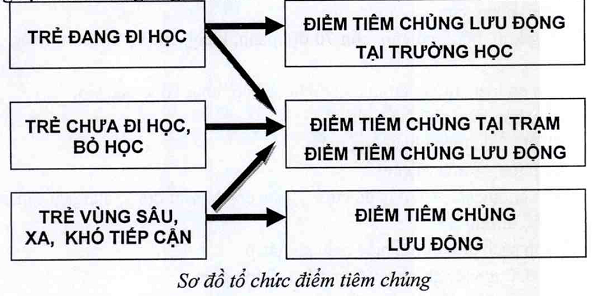 TRẺ ĐANG ĐI HỌC
ĐIỂM TIÊM CHỦNG LƯU ĐỘNG
TẠI TRƯỜNG HỌC
TRẺ CHƯA ĐI HỌC,
BỎ HỌC
ĐIỂM TIÊM CHỦNG TẠI TRẠM
ĐIỂM TIÊM CHỦNG LƯU ĐỘNG
TRẺ VÙNG SÂU,
XA, KHÓ TIẾP CẬN
ĐIỂM TIÊM CHỦNG
LƯU ĐỘNG
Sơ đồ tổ chức điểm tiêm chủng